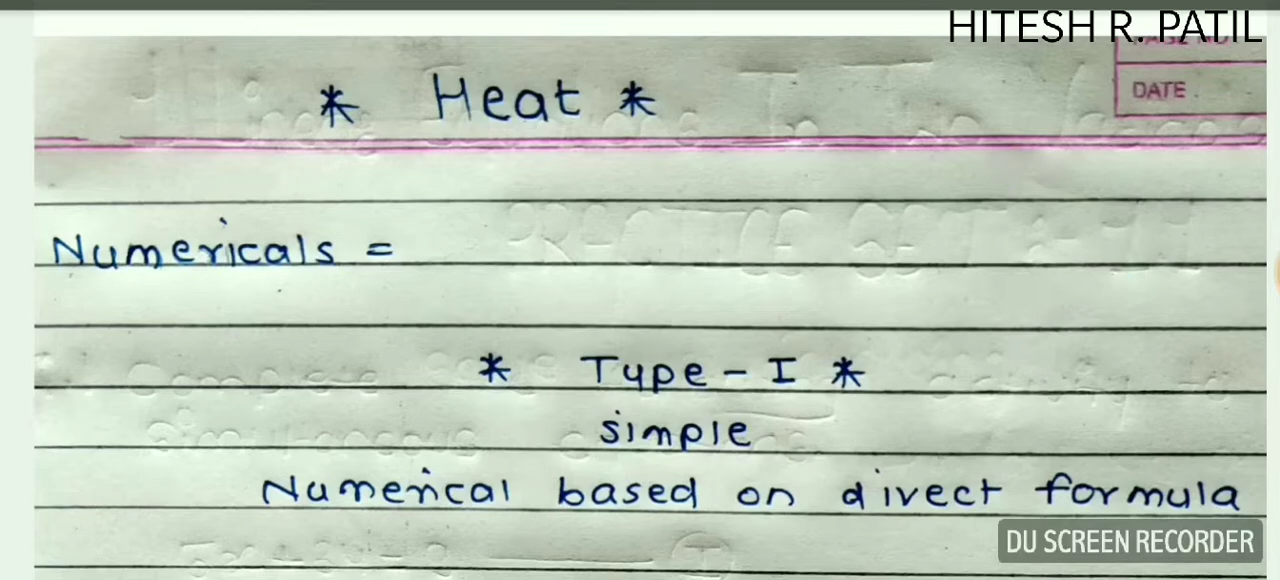 HITESH R. PATIL
DATE
* Heat *
Numericals =
* Type - I *
simple
Numerical based on direct formula
DU SCREEN RECORDER